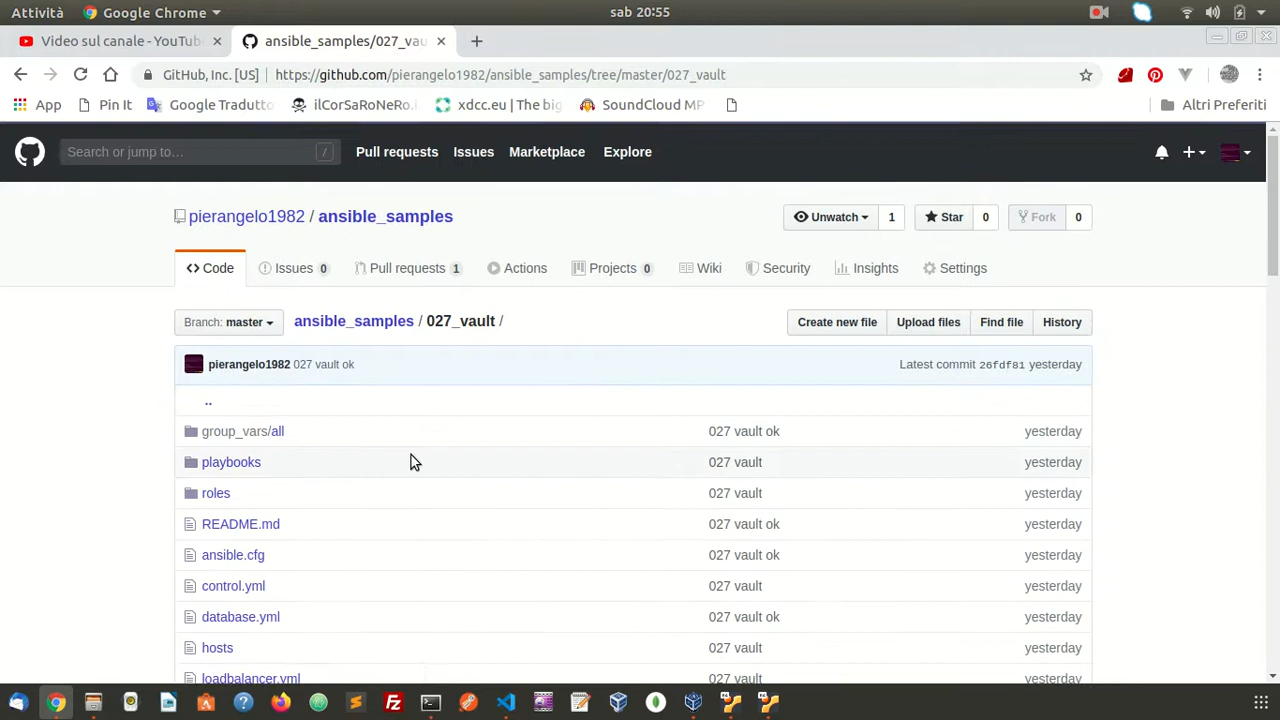 Attività Google Chrome sab 20:55
Video sul canale - YouTub ansible_samples/027_vau
GitHub, Inc. [US] https://github.com/pierangelo1982/ansible_samples/tree/master/027_vault
App Pin It Google Tradutto ilCorSaRoNeRo.i xdcc.eu | The big SoundCloud MP Altri Preferiti
Search or jump to… / Pull requests Issues Marketplace Explore
pierangelo1982 / ansible_samples Unwatch 1 Star 0 Fork 0
Code Issues 0 Pull requests 1 Actions Projects 0 Wiki Security Insights Settings
Branch: master ansible_samples / 027_vault / Create new file Upload files Find file History
pierangelo1982 027 vault ok Latest commit 26fdf81 yesterday
..
group_vars/all 027 vault ok yesterday
playbooks 027 vault yesterday
roles 027 vault yesterday
README.md 027 vault ok yesterday
ansible.cfg 027 vault ok yesterday
control.yml 027 vault yesterday
database.yml 027 vault ok yesterday
hosts 027 vault yesterday
loadbalancer.yml 027 vault yesterday